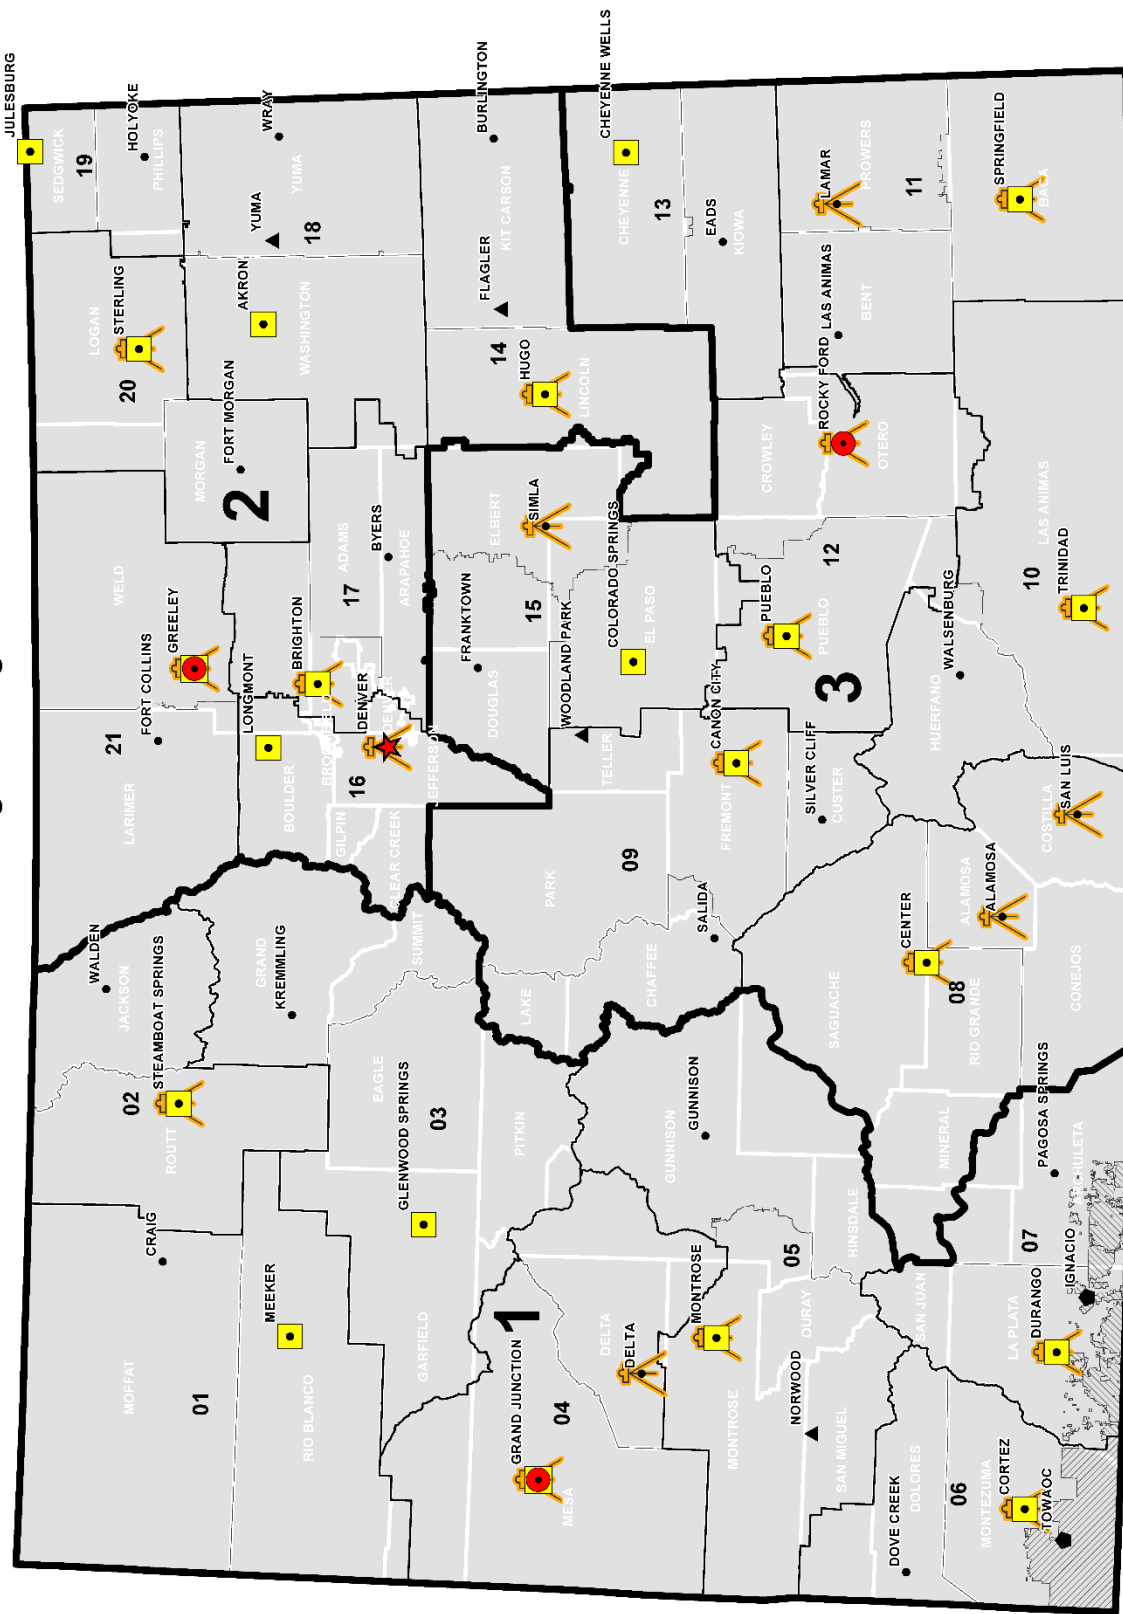 JULESBURG
SEDGWICK
19
HOLYOKE
PHILLIPS
LOGAN
STERLING
20
WRAY
YUMA
YUMA
18
AKRON
WASHINGTON
FORT MORGAN
MORGAN
2
WELD
GREELEY
FORT COLLINS
21
LARIMER
LONGMONT
BOULDER
BRIGHTON
ADAMS
17
BYERS
ARAPAHOE
DENVER
DENVER
16
GILPIN
CLEAR CREEK
BURLINGTON
KIT CARSON
FLAGLER
14
HUGO
LINCOLN
ELBERT
SIMLA
15
FRANKTOWN
DOUGLAS
COLORADO SPRINGS
EL PASO
WOODLAND PARK
TELLER
PARK
09
CHEYENNE WELLS
CHEYENNE
13
EADS
KIOWA
LAMAR
PROWERS
11
LAS ANIMAS
BENT
ROCKY FORD
OTERO
CROWLEY
SPRINGFIELD
BACA
PUEBLO
PUEBLO
12
3
CANON CITY
FREMONT
SILVER CLIFF
CUSTER
WALSENBURG
HUERFANO
10
LAS ANIMAS
TRINIDAD
SALIDA
CHAFFEE
LAKE
SAN LUIS
COSTILLA
ALAMOSA
ALAMOSA
CENTER
08
RIO GRANDE
SAGUACHE
CONEJOS
MINERAL
WALDEN
JACKSON
GRAND
KREMMLING
SUMMIT
STEAMBOAT SPRINGS
02
ROUTT
EAGLE
03
GLENWOOD SPRINGS
PITKIN
CRAIG
MOFFAT
01
MEEKER
RIO BLANCO
GARFIELD
1
GRAND JUNCTION
04
MESA
DELTA
DELTA
GUNNISON
GUNNISON
MONTROSE
MONTROSE
05
OURAY
HINSDALE
NORWOOD
SAN MIGUEL
SAN JUAN
DOVE CREEK
DOLORES
06
MONTEZUMA
CORTEZ
TOWAOC
LA PLATA
DURANGO
IGNACIO
07
PAGOSA SPRINGS